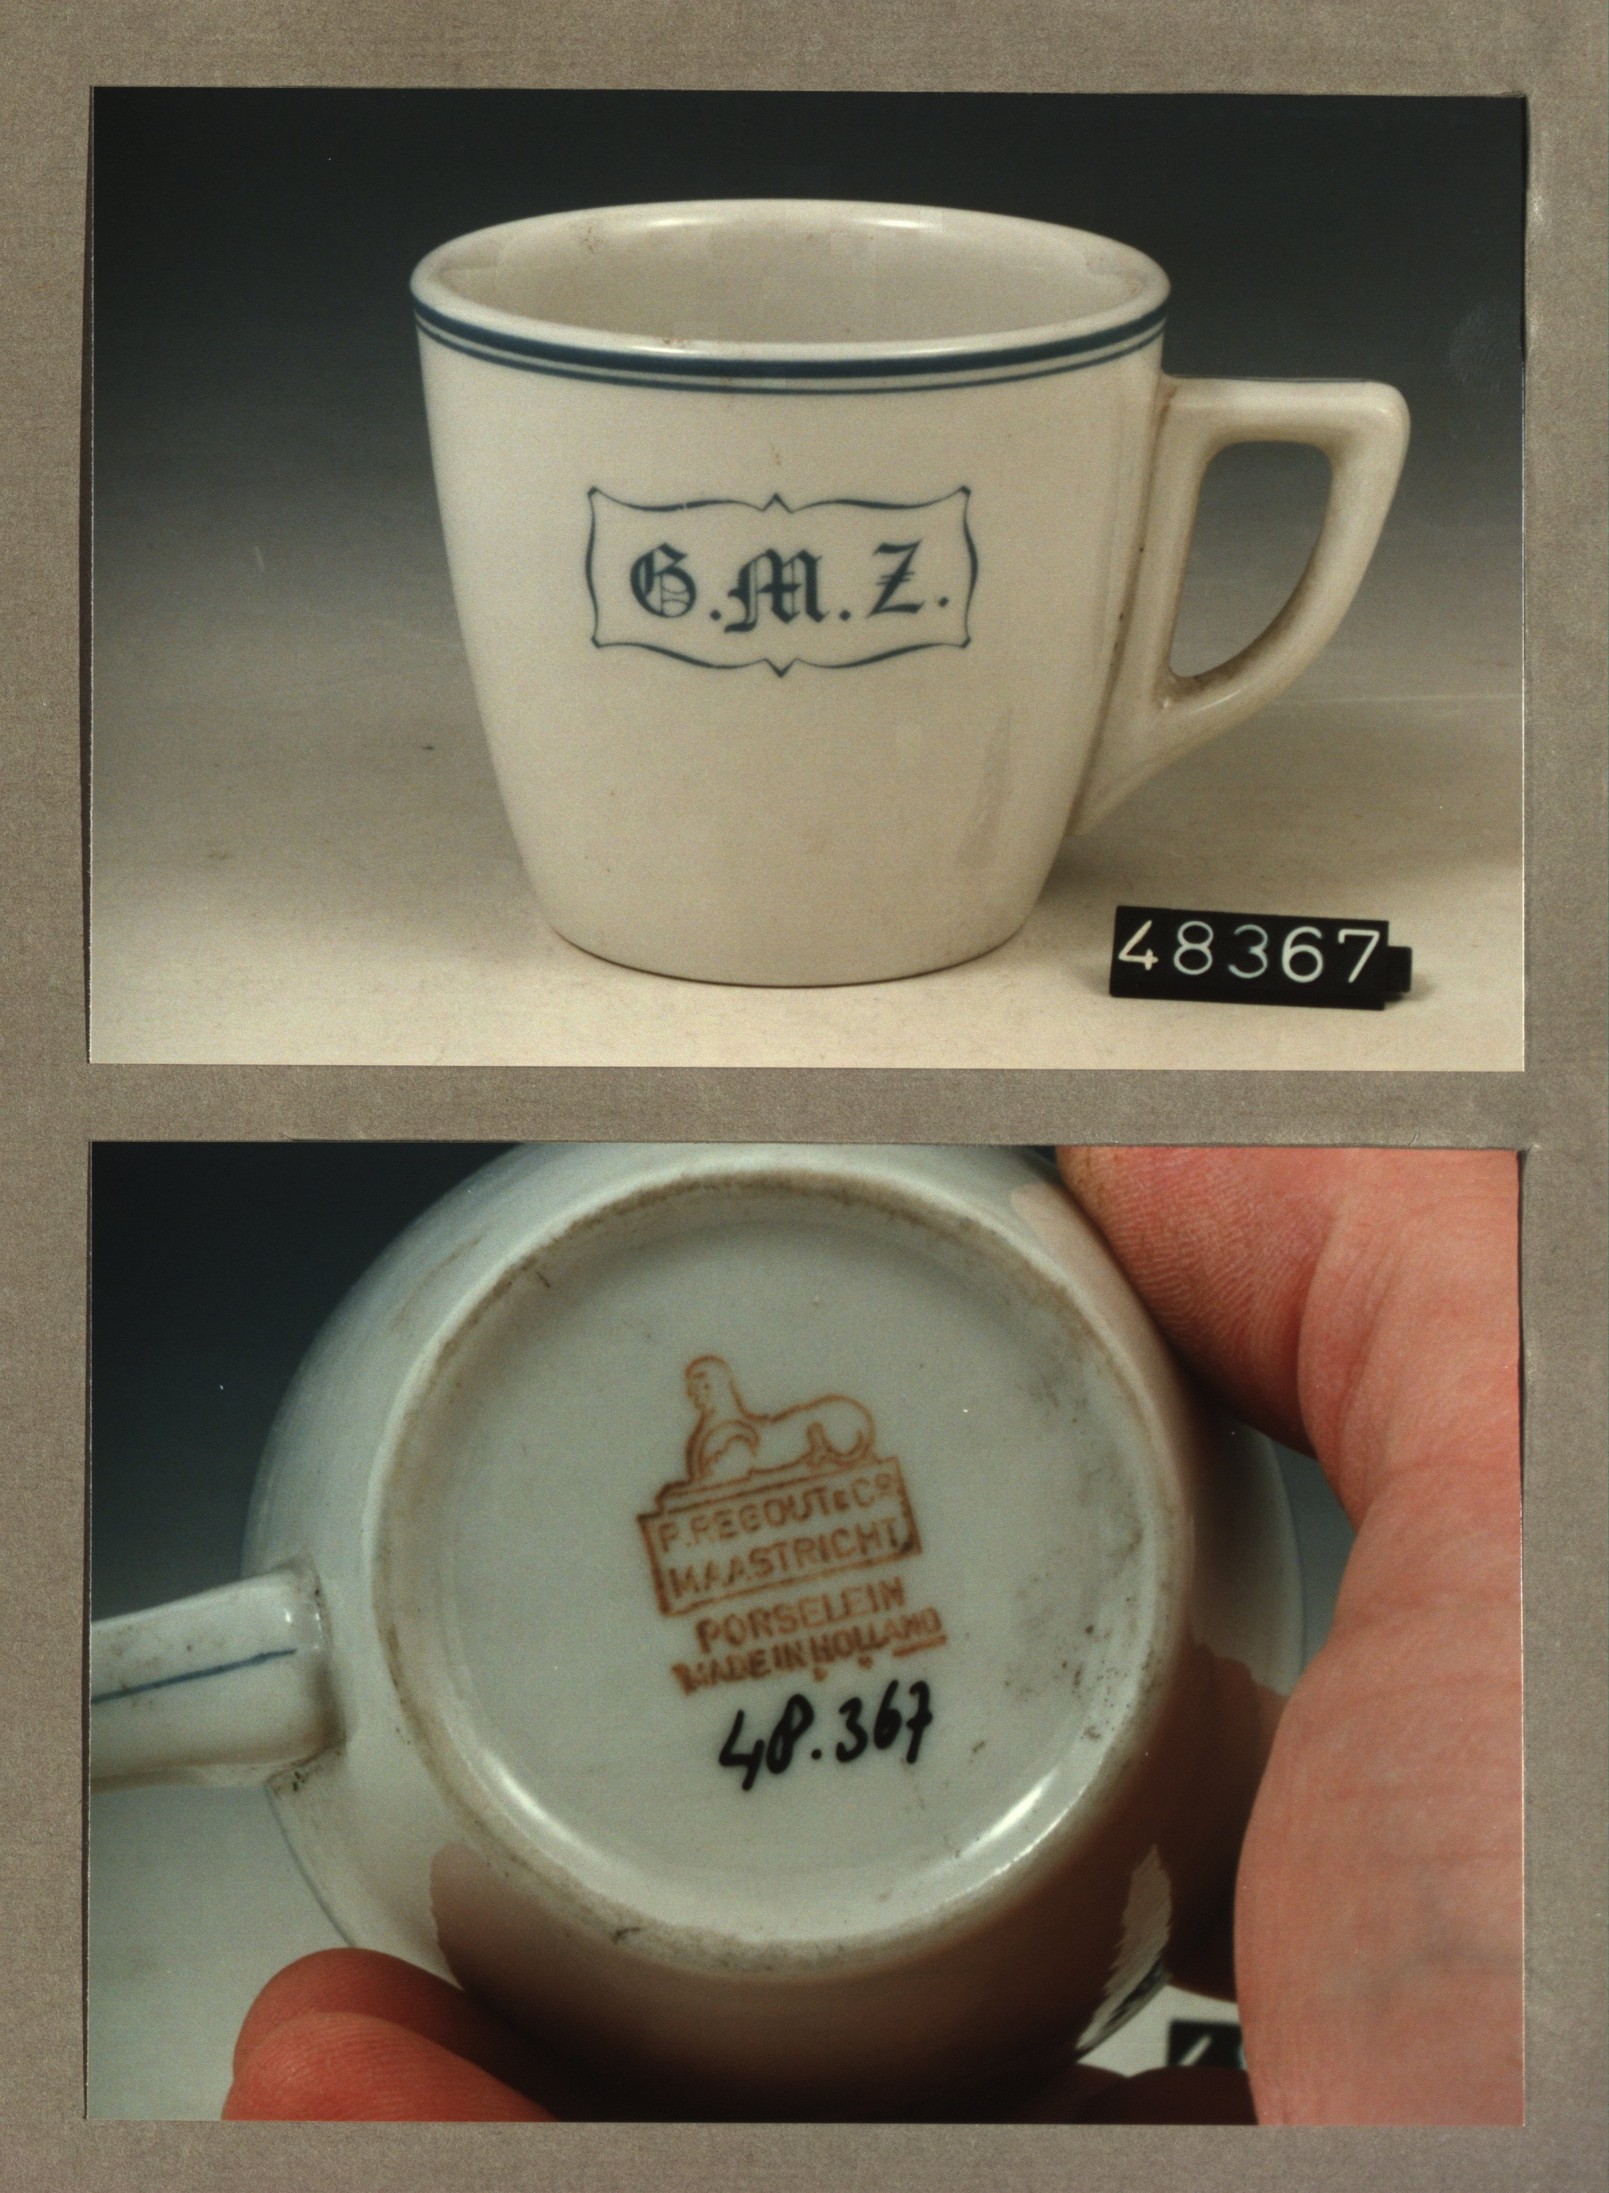 G.M.Z.
48367
P. REGOUT & Co
MAASTRICHT
PORSELEIN
MADE IN HOLLAND
48.367